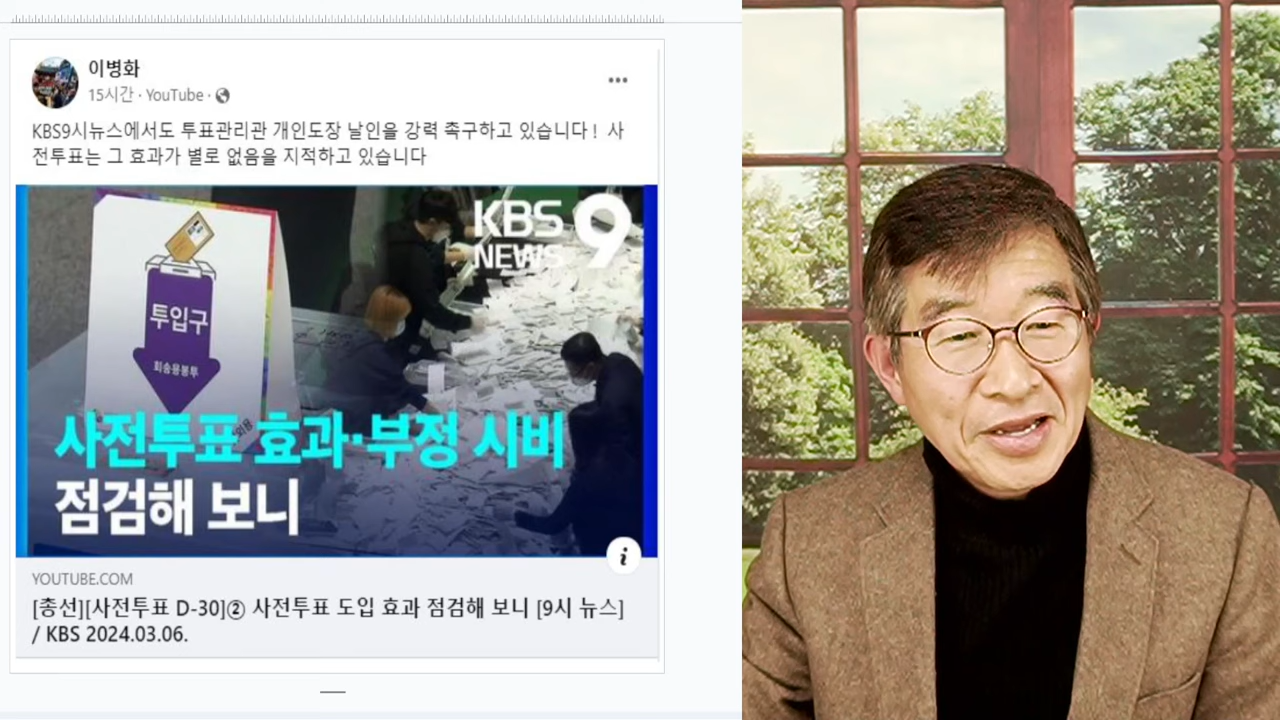 이병화
15시간 · YouTube ·
KBS9시뉴스에서도 투표관리관 개인도장 날인을 강력 촉구하고 있습니다 ! 사
전투표는 그 효과가 별로 없음을 지적하고 있습니다
KBS 9
NEWS
투입구
회송용봉투
사전투표 효과·부정 시비
점검해 보니
YOUTUBE.COM
[총선][사전투표 D-30]② 사전투표 도입 효과 점검해 보니 [9시 뉴스]
/ KBS 2024.03.06.